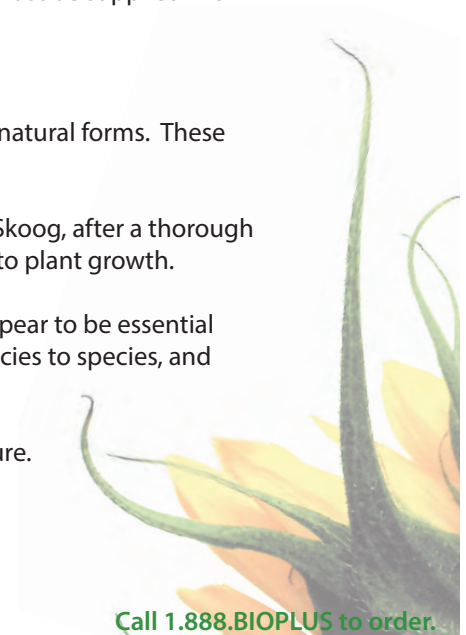 natural forms. These
Skoog, after a thorough
to plant growth.
pear to be essential
cies to species, and
ure.
Call 1.888.BIOPLUS to order.